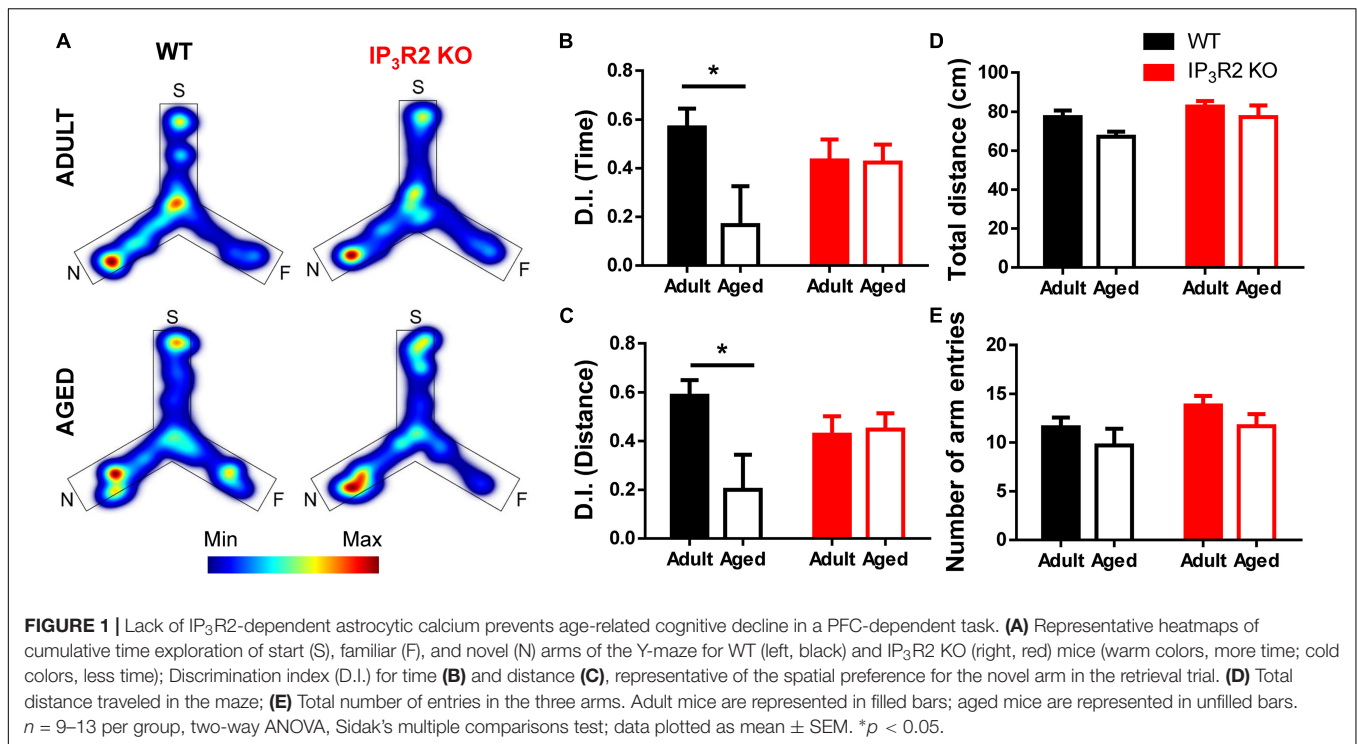 A
WT
IP3R2 KO
ADULT
S
N
F
S
N
F
AGED
S
N
F
S
N
F
Min
Max
B
D.I. (Time)
0.8
0.6
0.4
0.2
0.0
*
Adult Aged
Adult Aged
C
D.I. (Distance)
0.8
0.6
0.4
0.2
0.0
*
Adult Aged
Adult Aged
D
WT
IP3R2 KO
Total distance (cm)
100
80
60
40
20
0
Adult Aged
Adult Aged
E
Number of arm entries
20
15
10
5
0
Adult Aged
Adult Aged
FIGURE 1 | Lack of IP3R2-dependent astrocytic calcium prevents age-related cognitive decline in a PFC-dependent task. (A) Representative heatmaps of
cumulative time exploration of start (S), familiar (F), and novel (N) arms of the Y-maze for WT (left, black) and IP3R2 KO (right, red) mice (warm colors, more time; cold
colors, less time); Discrimination index (D.I.) for time (B) and distance (C), representative of the spatial preference for the novel arm in the retrieval trial. (D) Total
distance traveled in the maze; (E) Total number of entries in the three arms. Adult mice are represented in filled bars; aged mice are represented in unfilled bars.
n = 9–13 per group, two-way ANOVA, Sidak's multiple comparisons test; data plotted as mean ± SEM. *p < 0.05.